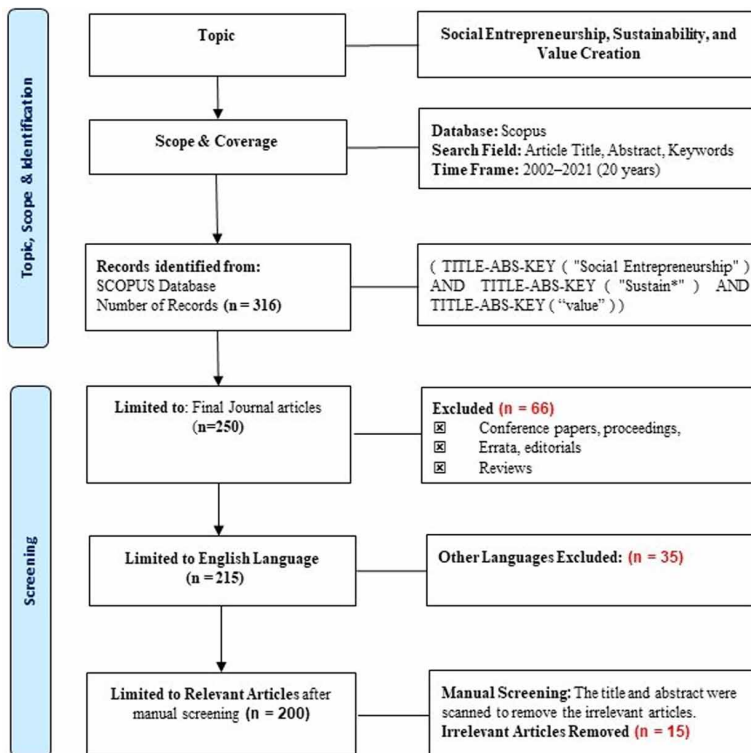 Topic, Scope & Identification
Topic
Social Entrepreneurship, Sustainability, and
Value Creation
Scope & Coverage
Database: Scopus
Search Field: Article Title, Abstract, Keywords
Time Frame: 2002–2021 (20 years)
Records identified from:
SCOPUS Database
Number of Records (n = 316)
( TITLE-ABS-KEY ( "Social Entrepreneurship" )
AND TITLE-ABS-KEY ( "Sustain*" ) AND
TITLE-ABS-KEY ( “value” ) )
Screening
Limited to: Final Journal articles
(n=250)
Excluded (n = 66)
☒ Conference papers, proceedings,
☒ Errata, editorials
☒ Reviews
Limited to English Language
(n = 215)
Other Languages Excluded: (n = 35)
Limited to Relevant Articles after
manual screening (n = 200)
Manual Screening: The title and abstract were
scanned to remove the irrelevant articles.
Irrelevant Articles Removed (n = 15)